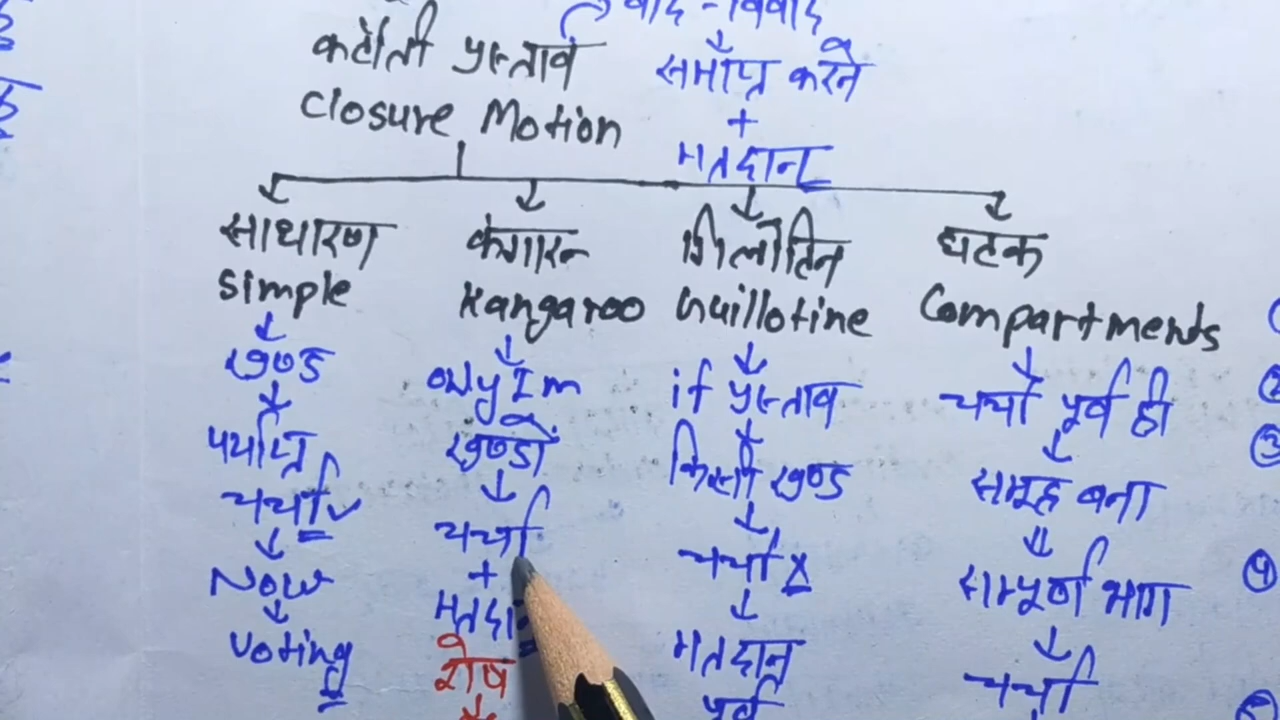 वाद-विवाद
कटौती प्रस्ताव
समाप्त करने
Closure Motion
+
मतदान
साधारण
Simple
खण्ड
पर्याप्त
चर्चा ✓
Now
Voting
कंगारू
Kangaroo
only Im
खण्डों
चर्चा
+
शेष
गिलोटिन
Guillotine
if प्रस्ताव
किसी खण्ड
चर्चा X
मतदान
पूर्व
घटक
Compartments
चर्चा पूर्व ही
समूह बना
सम्पूर्ण भाग
चर्चा